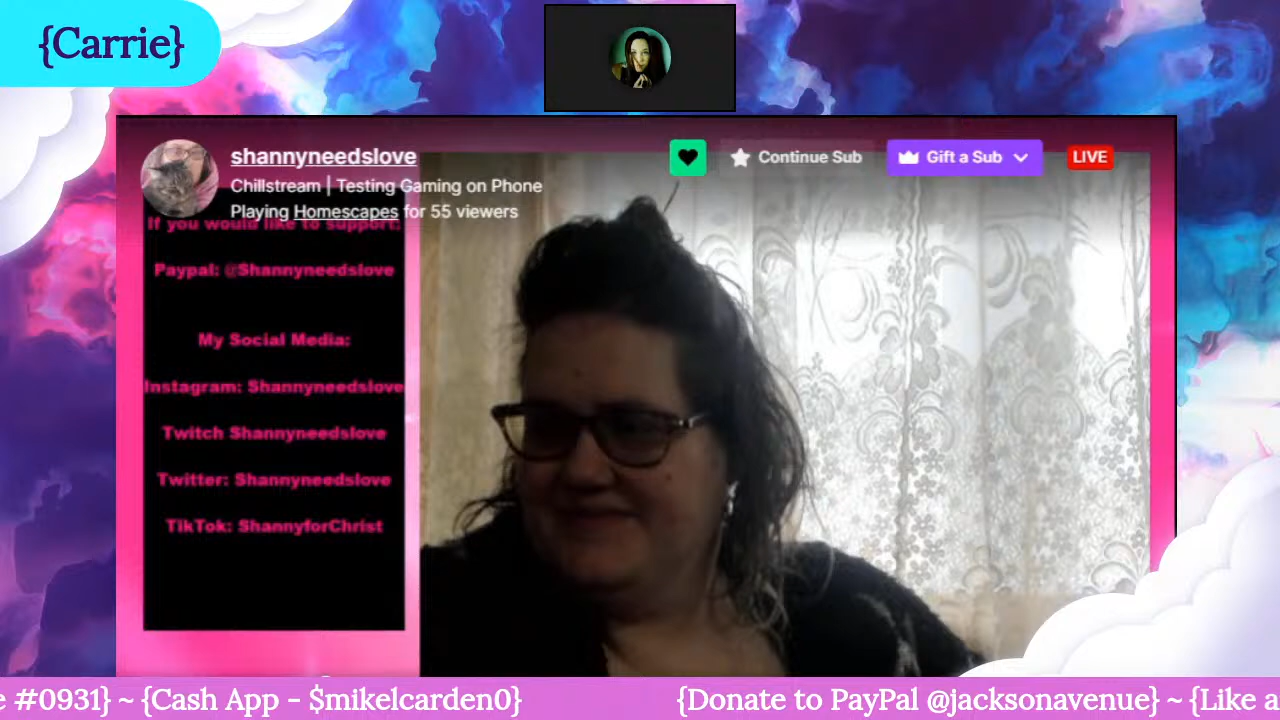 {Carrie}
shannyneedslove
Chillstream | Testing Gaming on Phone
Playing Homescapes for 55 viewers
Continue Sub
Gift a Sub
LIVE
If you would like to support:
Paypal: @Shannyneedslove
My Social Media:
Instagram: Shannyneedslove
Twitch Shannyneedslove
Twitter: Shannyneedslove
TikTok: ShannyforChrist
e #0931} ~ {Cash App - $mikelcarden0} {Donate to PayPal @jacksonavenue} ~ {Like a